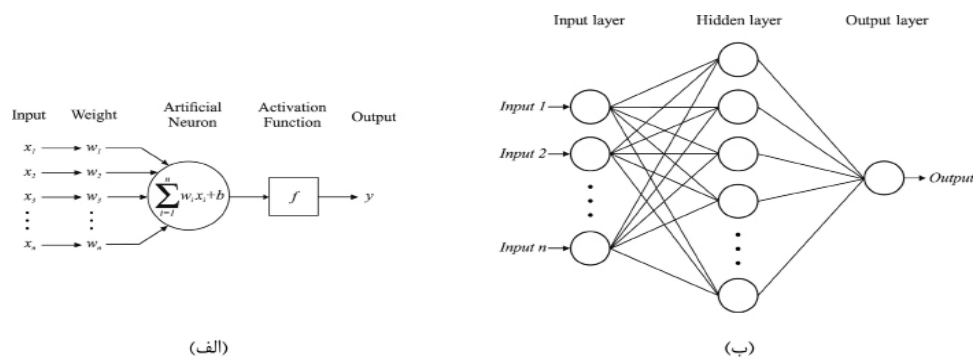 Input Weight Artificial Neuron Activation Function Output
x₁ w₁
x₂ w₂
x₃ w₃
xₙ wₙ
n ∑ i=1 wᵢxᵢ+b
f
y
(الف)
Input layer Hidden layer Output layer
Input 1
Input 2
Input n
Output
(ب)